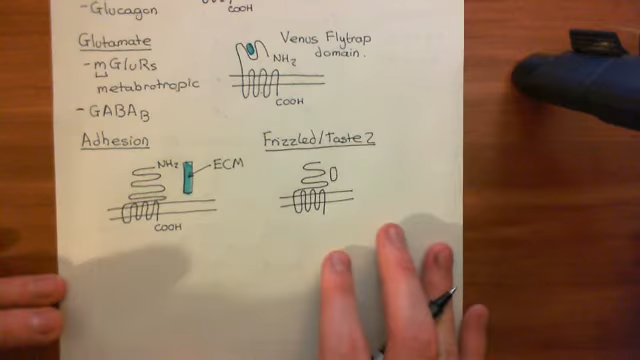 -Glucagon
COOH
Glutamate
-mGluRs
metabrotropic
-GABAB
Venus Flytrap
domain.
NH2
COOH
Adhesion
NH2
ECM
COOH
Frizzled/Taste 2